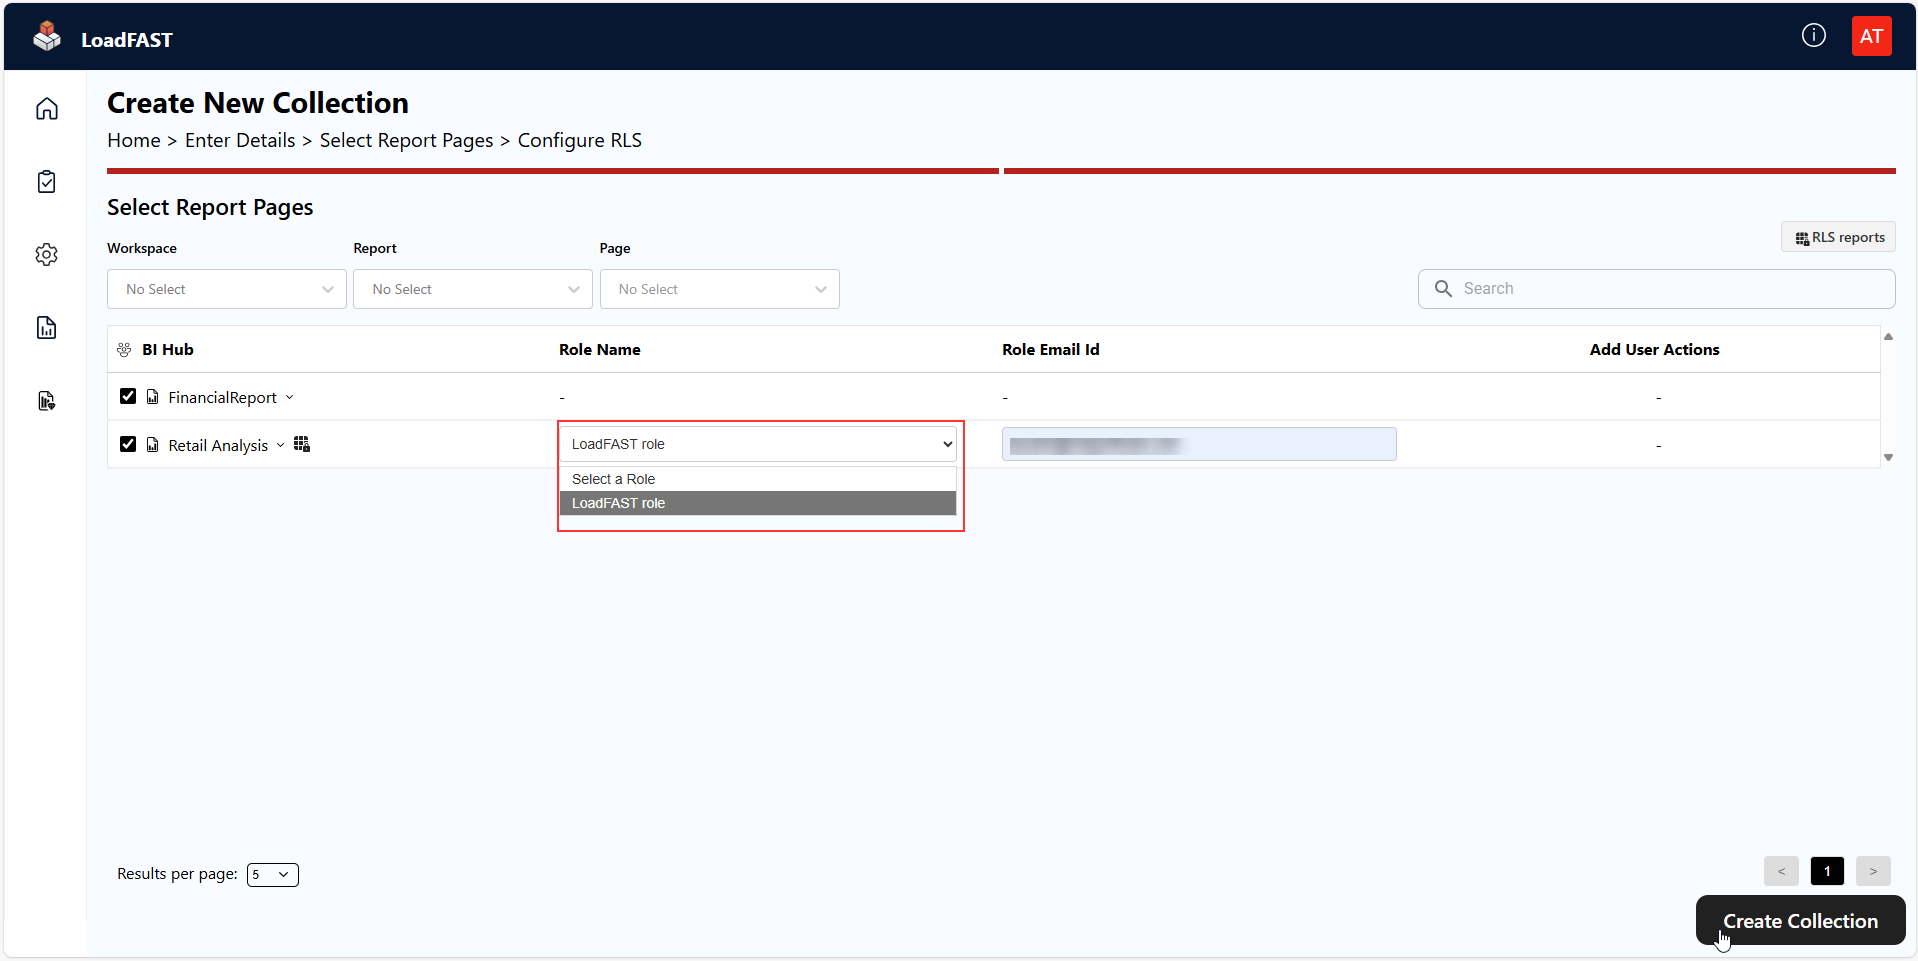 LoadFAST
AT
Create New Collection
Home > Enter Details > Select Report Pages > Configure RLS
Select Report Pages
RLS reports
Workspace
Report
Page
No Select
No Select
No Select
Search
BI Hub
Role Name
Role Email Id
Add User Actions
FinancialReport
-
-
-
Retail Analysis
LoadFAST role
-
Select a Role
LoadFAST role
Results per page:
5
<
1
>
Create Collection